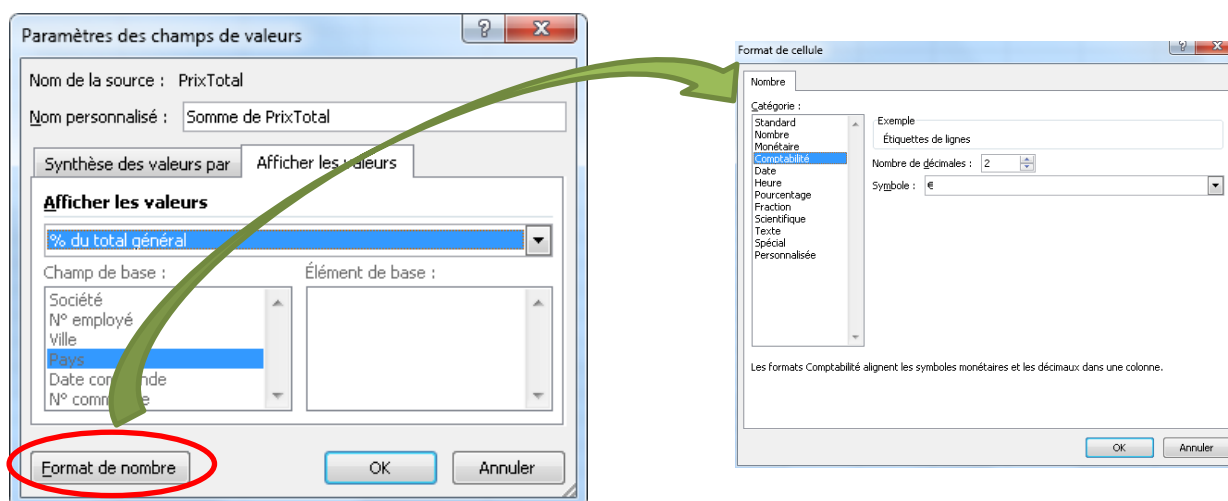 Paramètres des champs de valeurs
Nom de la source : PrixTotal
Nom personnalisé : Somme de PrixTotal
Synthèse des valeurs par
Afficher les valeurs
Afficher les valeurs
% du total général
Champ de base :
Élément de base :
Société
N° employé
Ville
Pays
Date commande
N° commande
Format de nombre
OK
Annuler
Format de cellule
Nombre
Catégorie :
Standard
Nombre
Monétaire
Comptabilité
Date
Heure
Pourcentage
Fraction
Scientifique
Texte
Spécial
Personnalisée
Exemple
Étiquettes de lignes
Nombre de décimales : 2
Symbole : €
Les formats Comptabilité alignent les symboles monétaires et les décimaux dans une colonne.
OK
Annuler